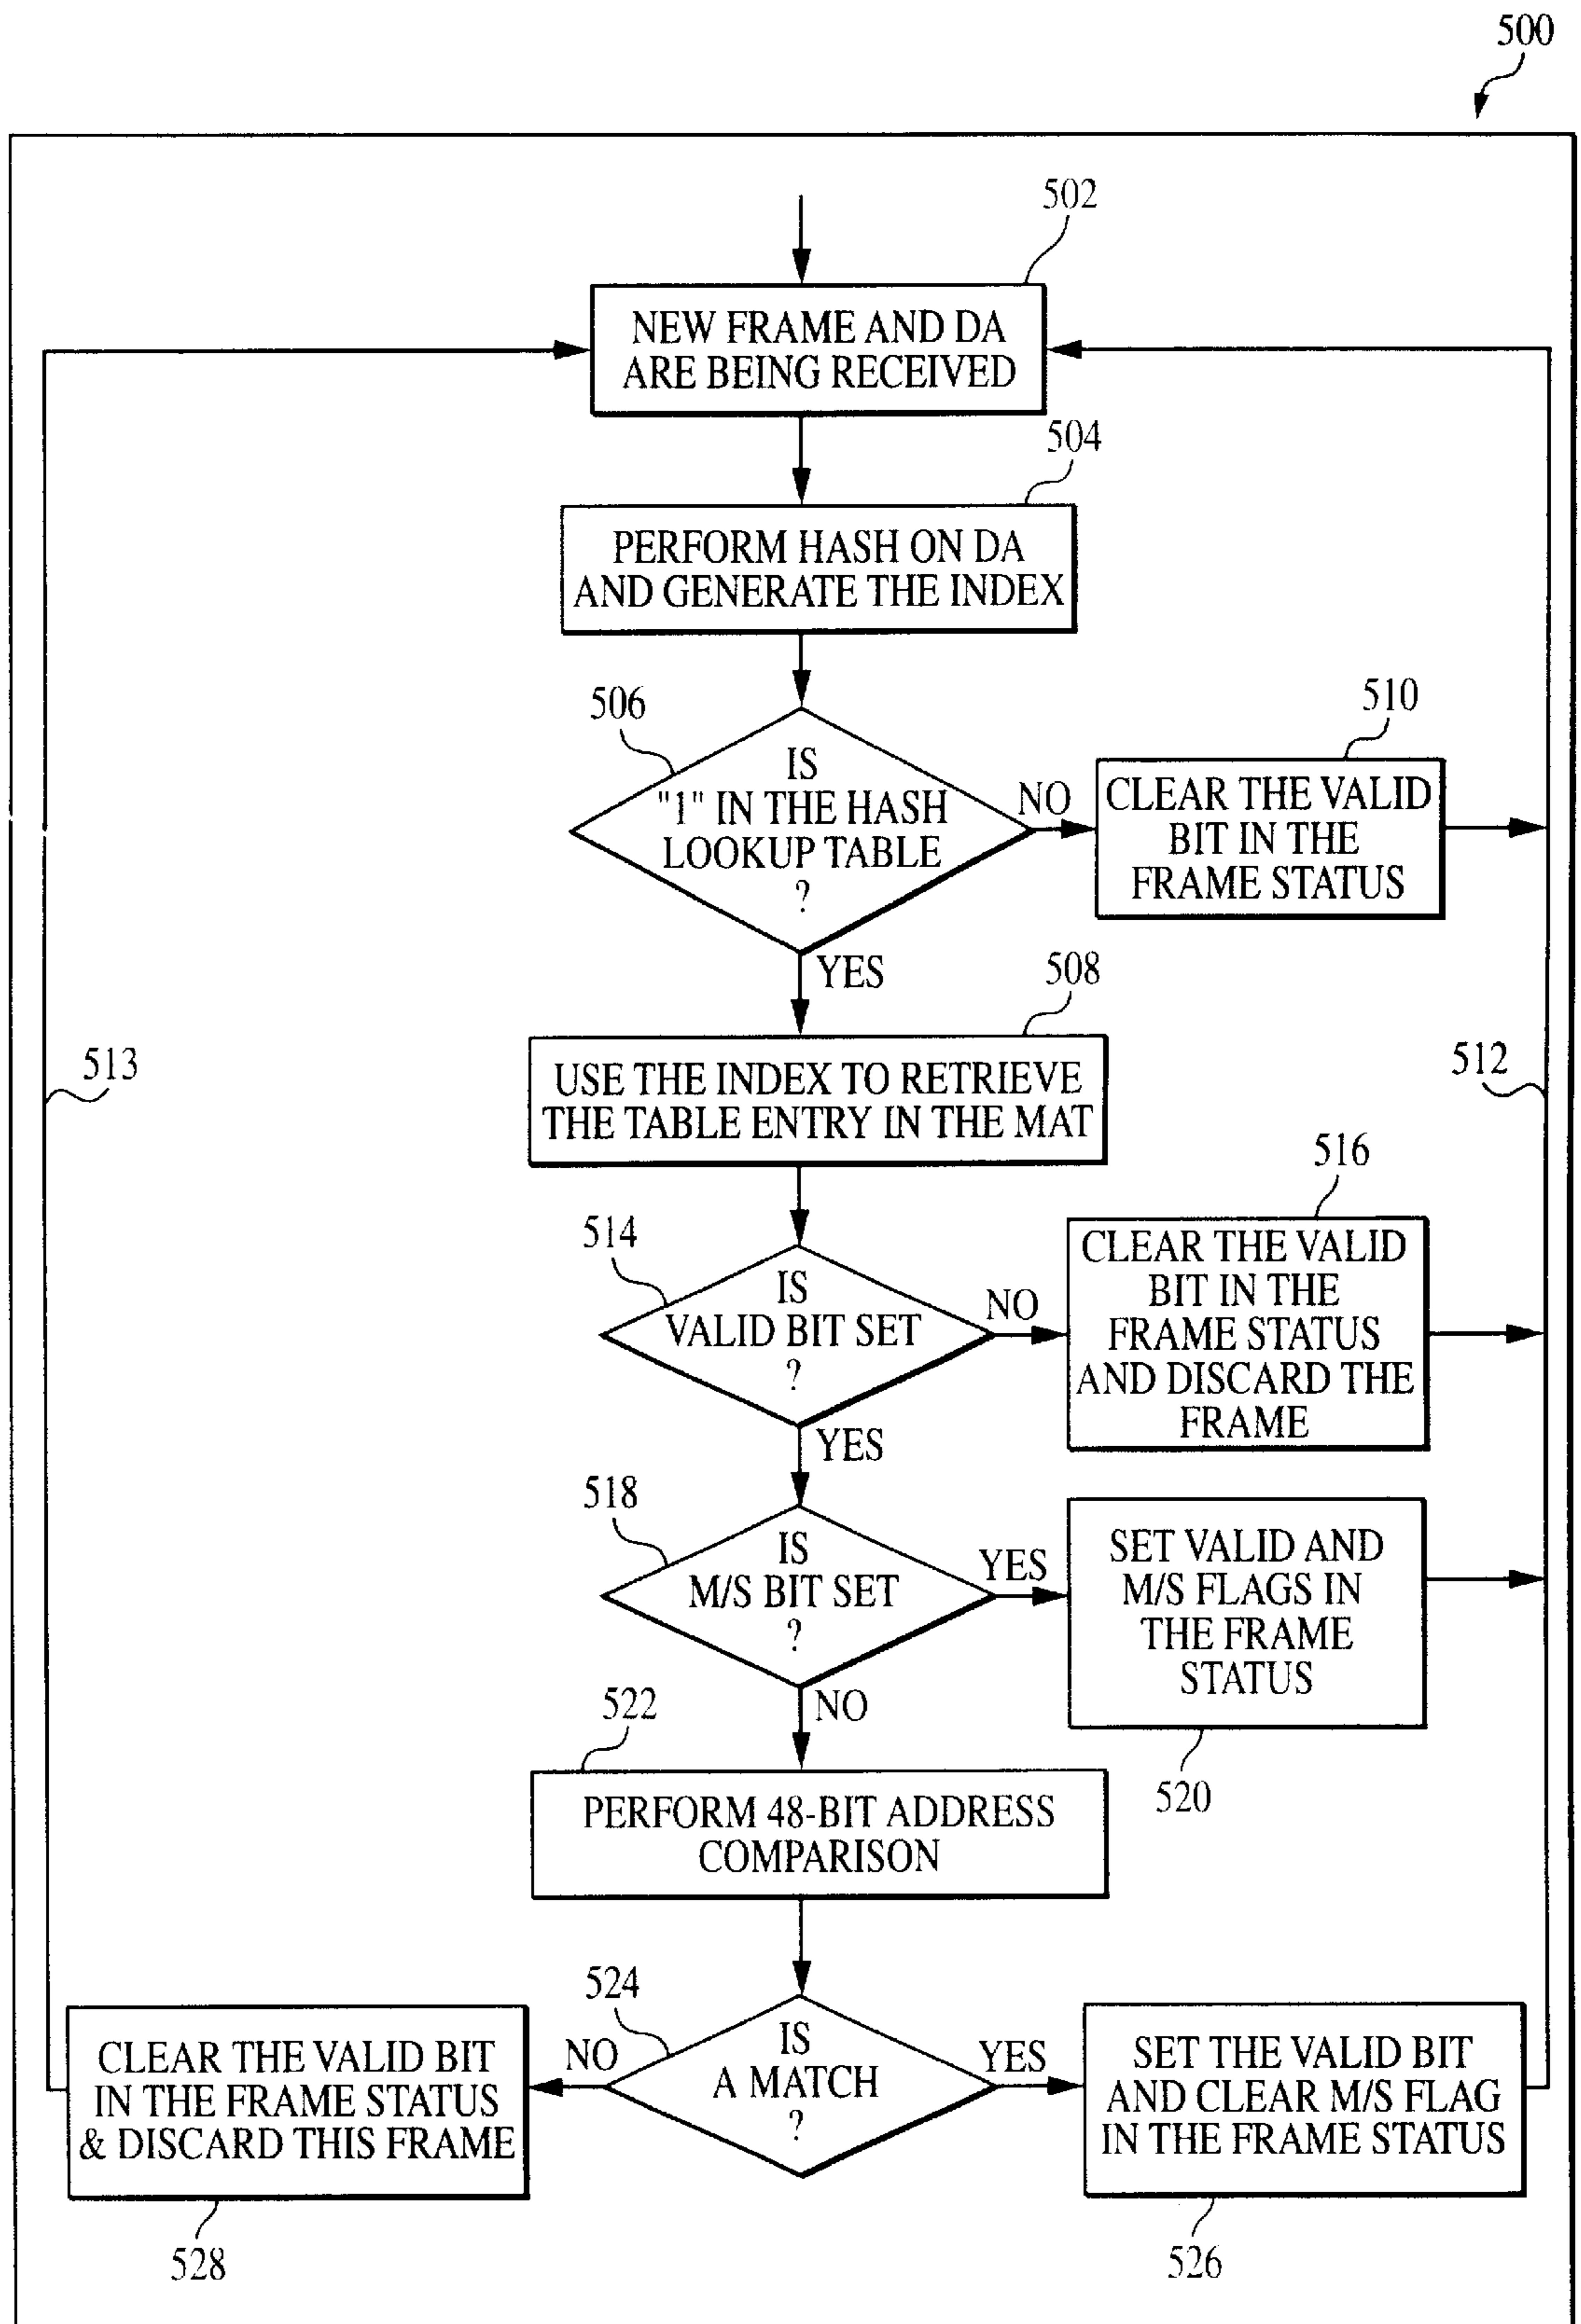 500
502
NEW FRAME AND DA
ARE BEING RECEIVED
504
PERFORM HASH ON DA
AND GENERATE THE INDEX
506
IS
"1" IN THE HASH
LOOKUP TABLE
?
NO
510
CLEAR THE VALID
BIT IN THE
FRAME STATUS
YES
508
USE THE INDEX TO RETRIEVE
THE TABLE ENTRY IN THE MAT
513
512
514
IS
VALID BIT SET
?
NO
516
CLEAR THE VALID
BIT IN THE
FRAME STATUS
AND DISCARD THE
FRAME
YES
518
IS
M/S BIT SET
?
YES
SET VALID AND
M/S FLAGS IN
THE FRAME
STATUS
520
NO
522
PERFORM 48-BIT ADDRESS
COMPARISON
524
IS
A MATCH
?
NO
CLEAR THE VALID BIT
IN THE FRAME STATUS
& DISCARD THIS FRAME
528
YES
SET THE VALID BIT
AND CLEAR M/S FLAG
IN THE FRAME STATUS
526